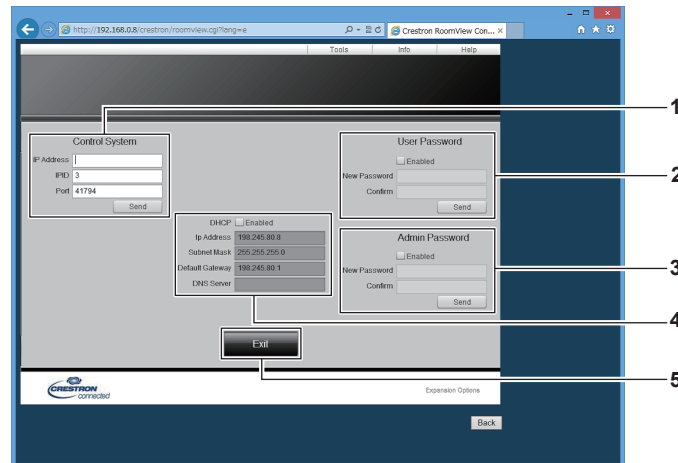 http://192.168.0.8/crestron/roomview.cgi?lang=e
Crestron RoomView Con... ×
Tools Info Help
1
Control System
IP Address
IPID 3
Port 41794
Send
User Password
Enabled
New Password
Confirm
Send
2
DHCP Enabled
Ip Address 198.245.80.8
Subnet Mask 255.255.255.0
Default Gateway 198.245.80.1
DNS Server
Admin Password
Enabled
New Password
Confirm
Send
3
4
Exit
5
CRESTRON
connected
Expansion Options
Back